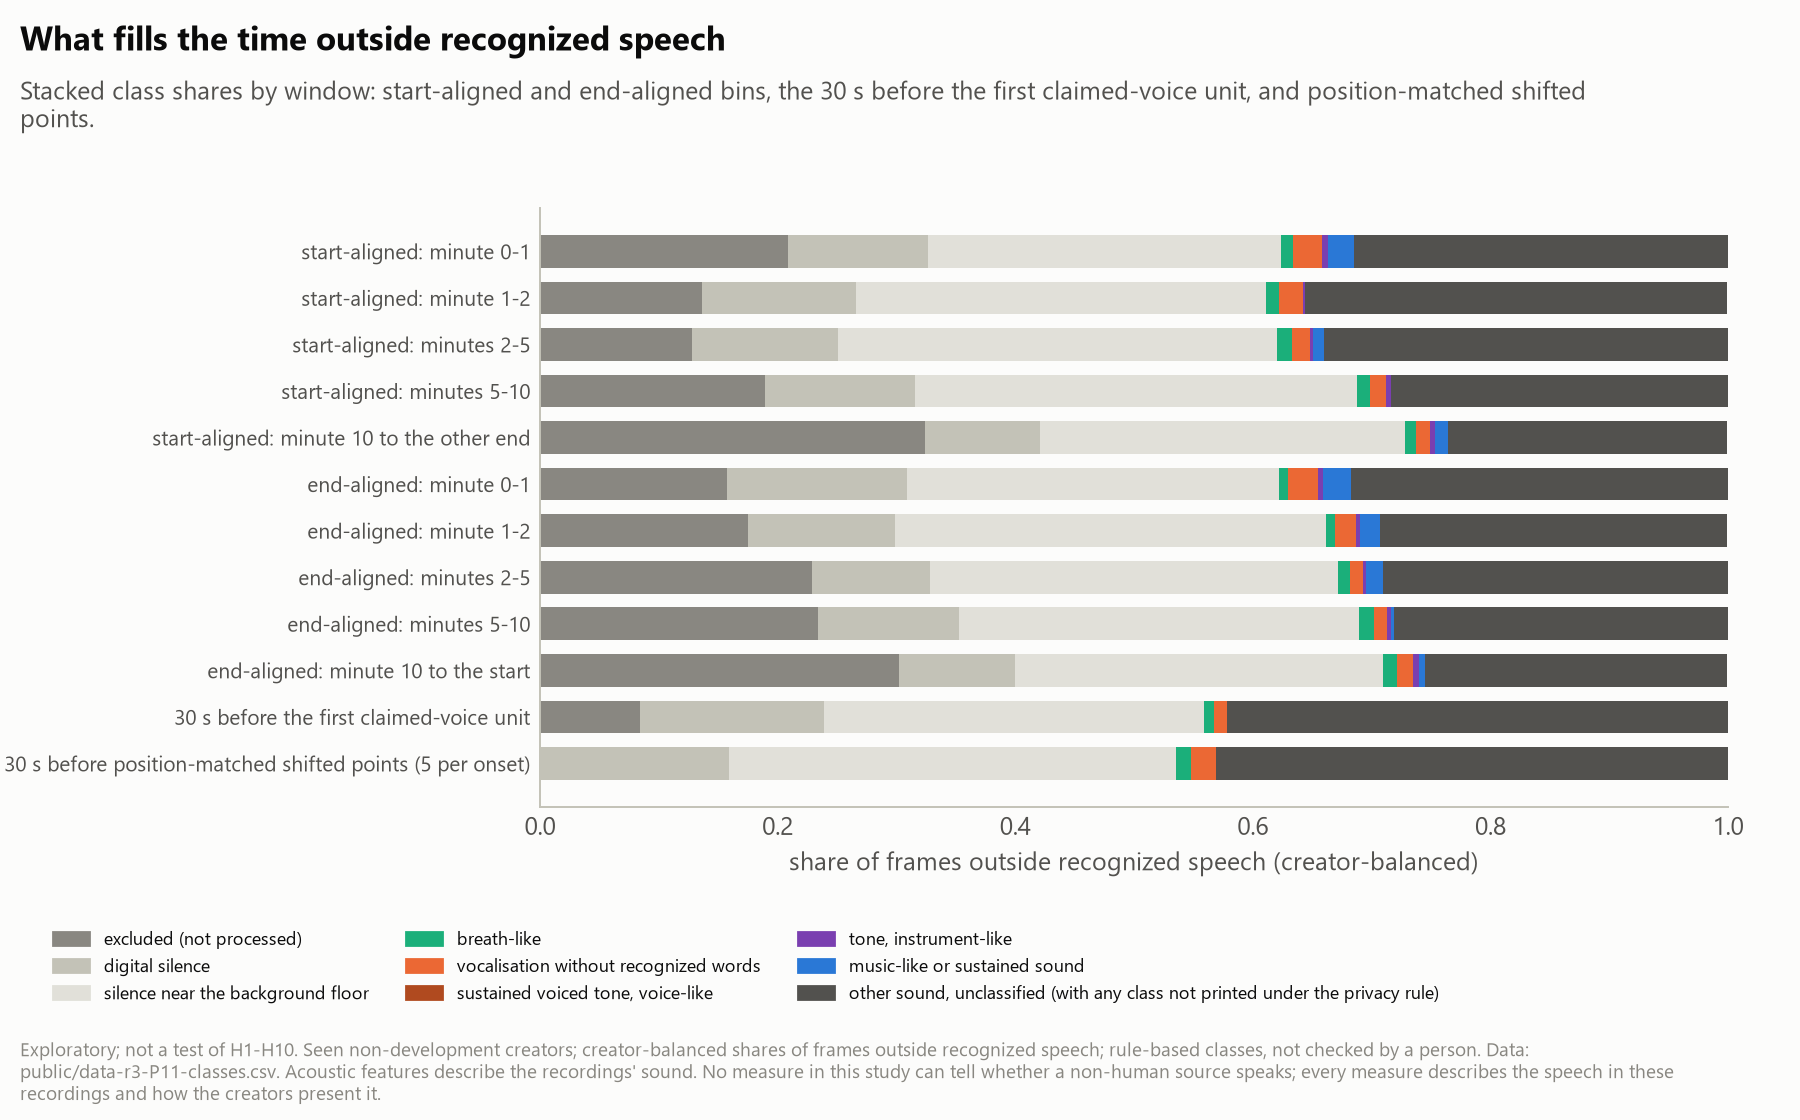 What fills the time outside recognized speech
Stacked class shares by window: start-aligned and end-aligned bins, the 30 s before the first claimed-voice unit, and position-matched shifted
points.
start-aligned: minute 0-1
start-aligned: minute 1-2
start-aligned: minutes 2-5
start-aligned: minutes 5-10
start-aligned: minute 10 to the other end
end-aligned: minute 0-1
end-aligned: minute 1-2
end-aligned: minutes 2-5
end-aligned: minutes 5-10
end-aligned: minute 10 to the start
30 s before the first claimed-voice unit
30 s before position-matched shifted points (5 per onset)
0.0 0.2 0.4 0.6 0.8 1.0
share of frames outside recognized speech (creator-balanced)
excluded (not processed) breath-like tone, instrument-like
digital silence vocalisation without recognized words music-like or sustained sound
silence near the background floor sustained voiced tone, voice-like other sound, unclassified (with any class not printed under the privacy rule)
Exploratory; not a test of H1-H10. Seen non-development creators; creator-balanced shares of frames outside recognized speech; rule-based classes, not checked by a person. Data:
public/data-r3-P11-classes.csv. Acoustic features describe the recordings' sound. No measure in this study can tell whether a non-human source speaks; every measure describes the speech in these
recordings and how the creators present it.